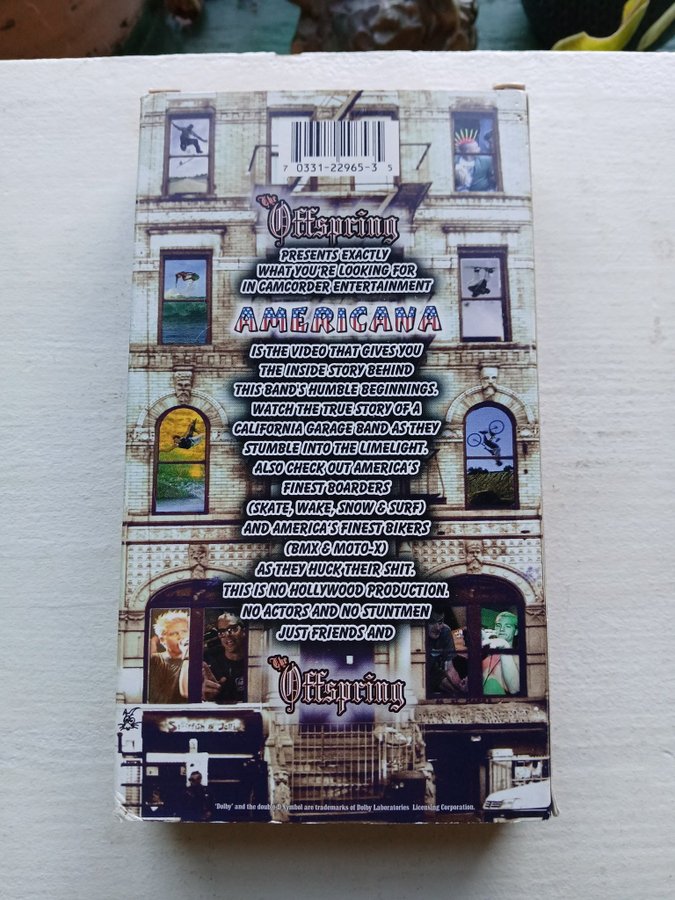 7 0331-22965-3 5
The
Offspring
PRESENTS EXACTLY
WHAT YOU'RE LOOKING FOR
IN CAMCORDER ENTERTAINMENT
AMERICANA
IS THE VIDEO THAT GIVES YOU
THE INSIDE STORY BEHIND
THIS BAND'S HUMBLE BEGINNINGS.
WATCH THE TRUE STORY OF A
CALIFORNIA GARAGE BAND AS THEY
STUMBLE INTO THE LIMELIGHT.
ALSO CHECK OUT AMERICA'S
FINEST BOARDERS
(SKATE, WAKE, SNOW & SURF)
AND AMERICA'S FINEST BIKERS
(BMX & MOTO-X)
AS THEY HUCK THEIR SHIT.
THIS IS NO HOLLYWOOD PRODUCTION.
NO ACTORS AND NO STUNTMEN
JUST FRIENDS AND
The
Offspring
'Dolby' and the double-D symbol are trademarks of Dolby Laboratories Licensing Corporation.